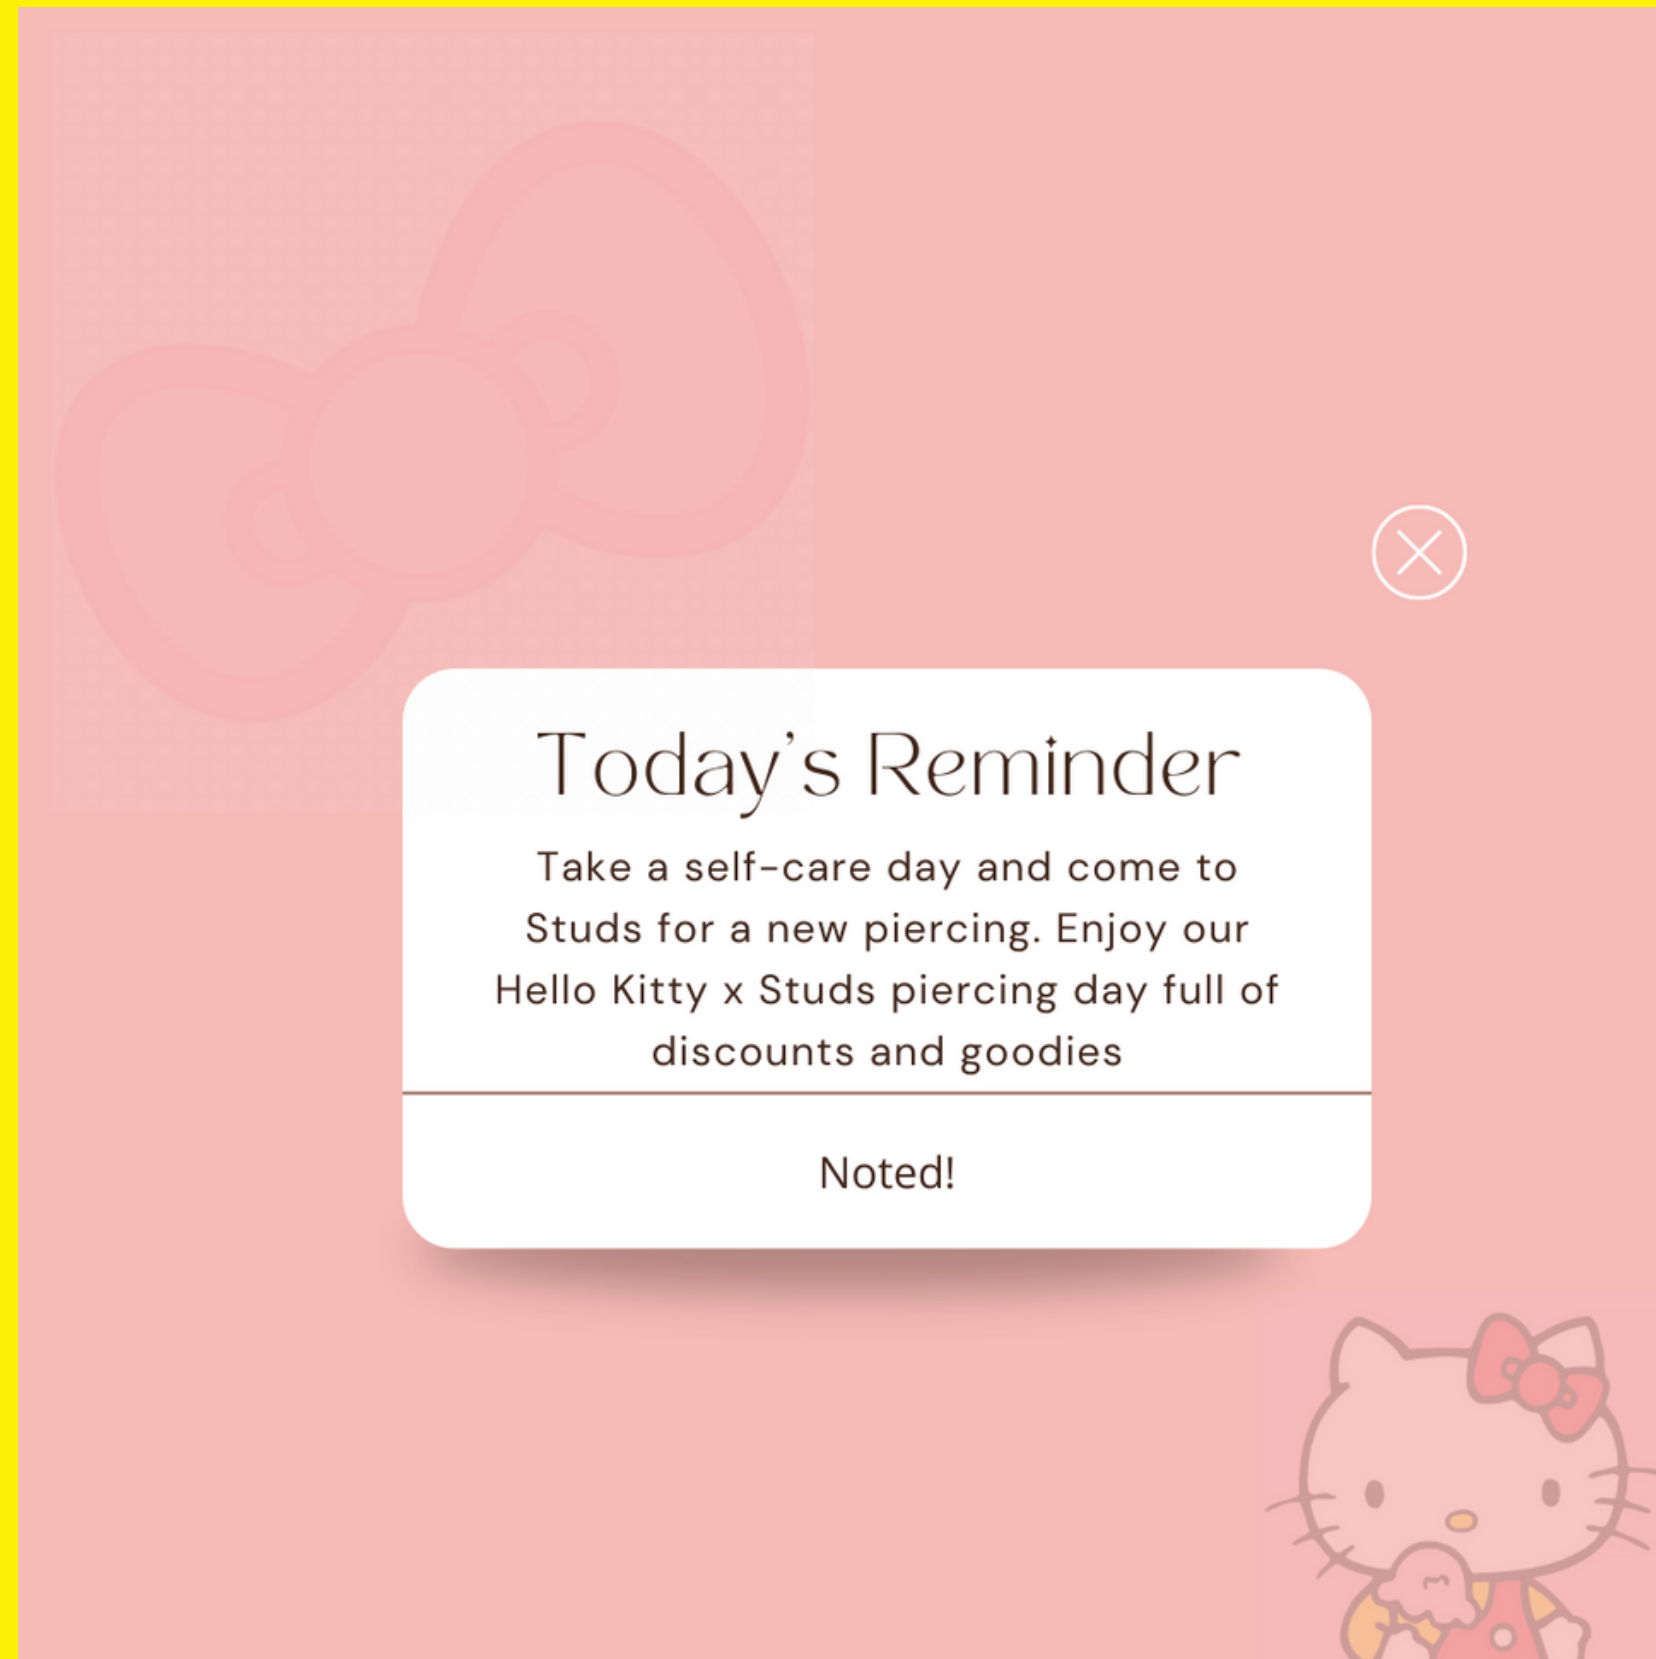 Today's Reminder
Take a self-care day and come to
Studs for a new piercing. Enjoy our
Hello Kitty x Studs piercing day full of
discounts and goodies
Noted!